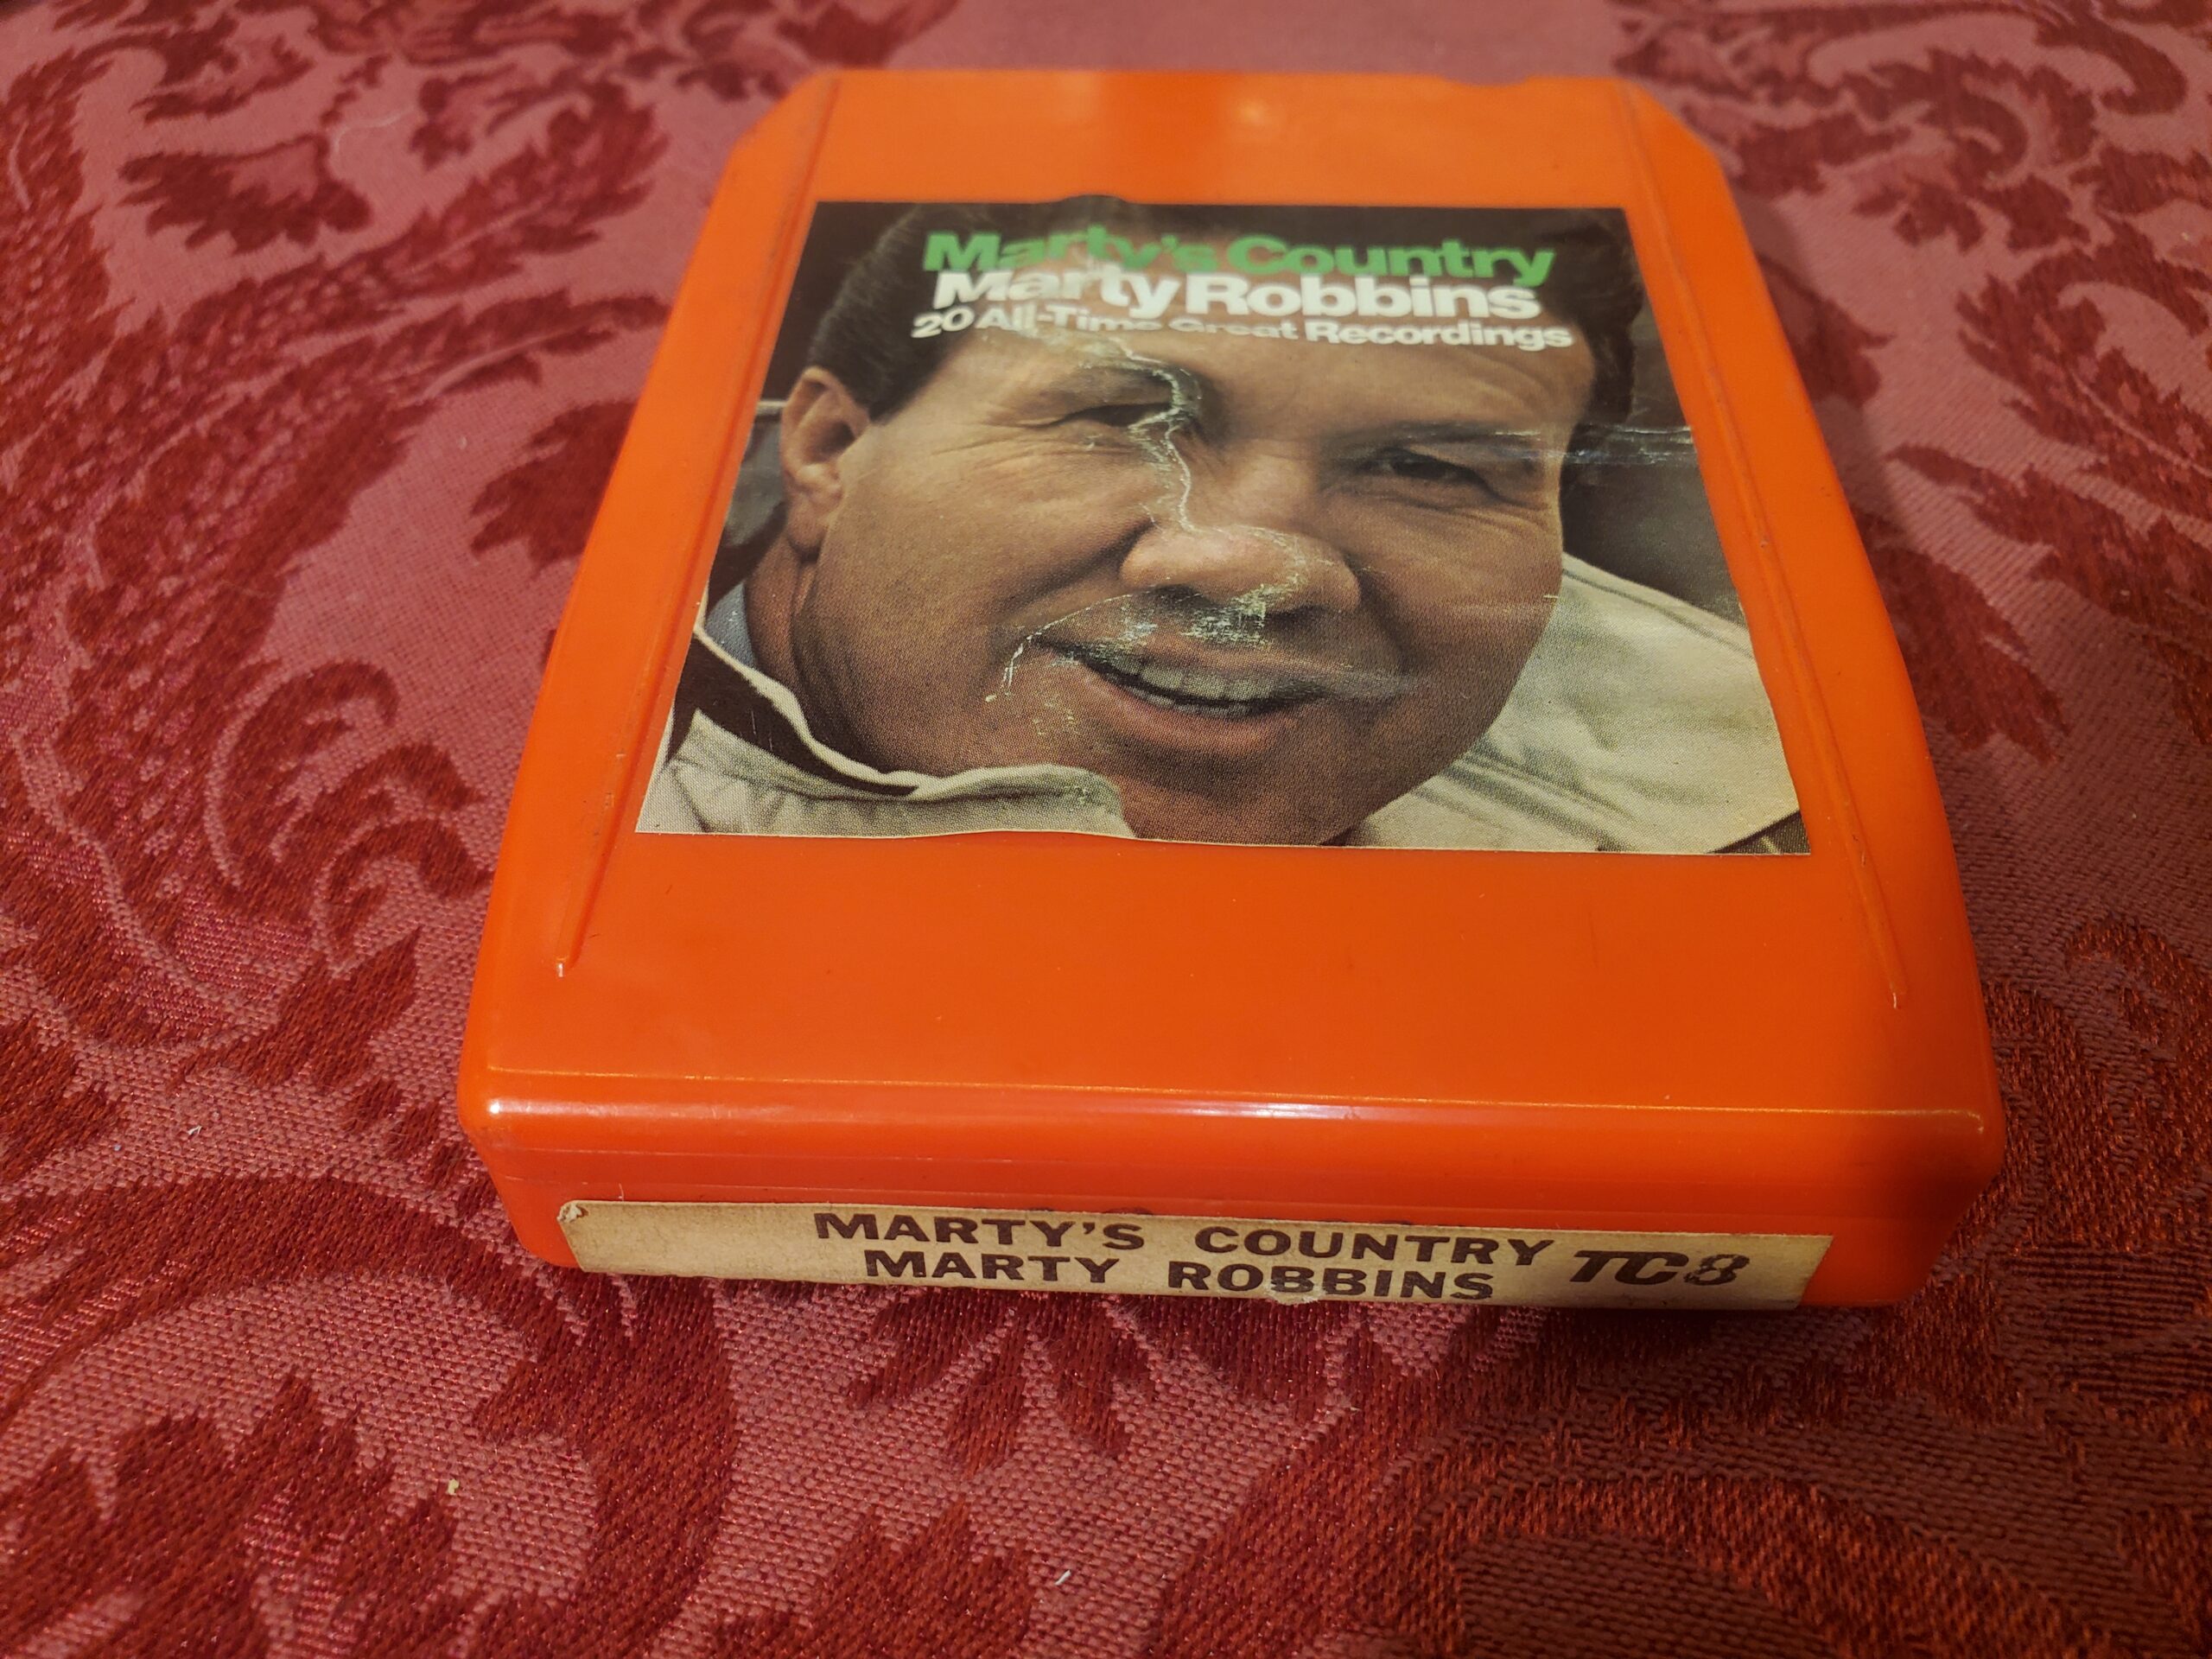 Marty's Country
Marty Robbins
20 All-Time Great Recordings
MARTY'S COUNTRY TC8
MARTY ROBBINS